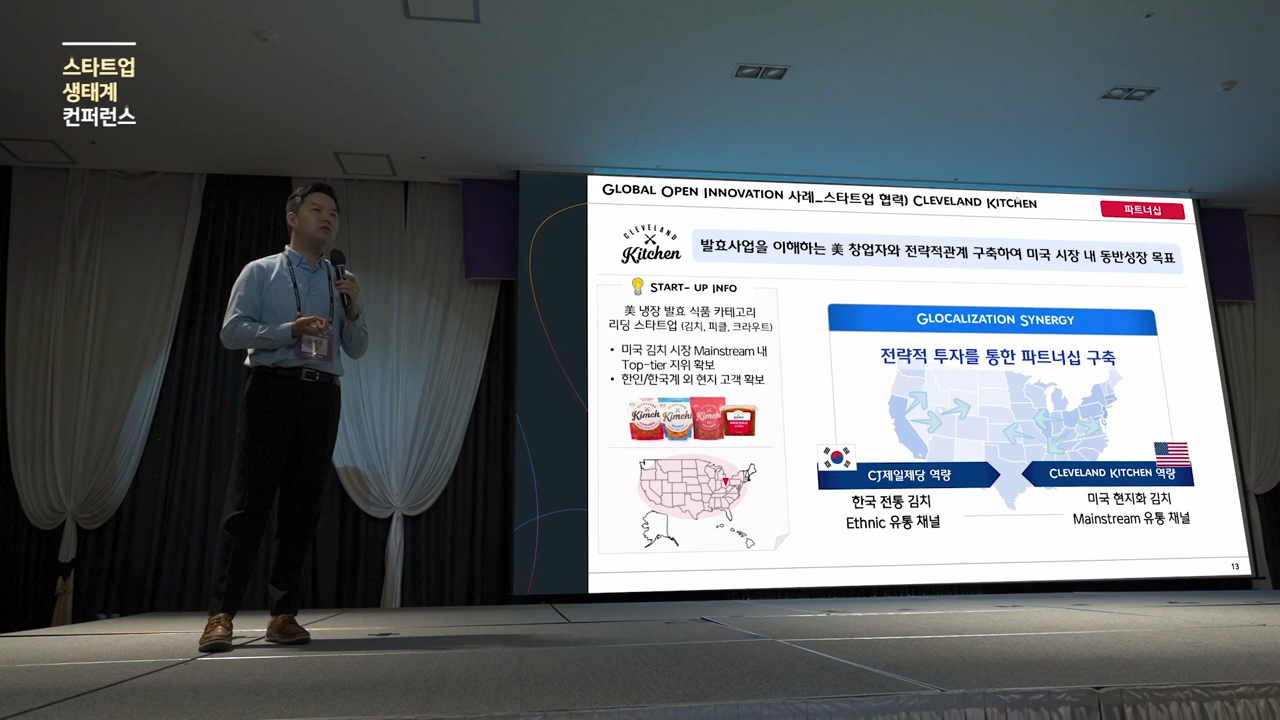 스타트업
생태계
컨퍼런스
GLOBAL OPEN INNOVATION 사례_스타트업 협력) CLEVELAND KITCHEN
파트너십
CLEVELAND
Kitchen
발효사업을 이해하는 美 창업자와 전략적관계 구축하여 미국 시장 내 동반성장 목표
START- UP INFO
美 냉장 발효 식품 카테고리
리딩 스타트업 (김치, 피클, 크라우트)
• 미국 김치 시장 Mainstream 내
Top-tier 지위 확보
• 한인/한국계 외 현지 고객 확보
Kimchi
Kimchi
Kimchi
GLOCALIZATION SYNERGY
전략적 투자를 통한 파트너십 구축
CJ제일제당 역량
한국 전통 김치
Ethnic 유통 채널
CLEVELAND KITCHEN 역량
미국 현지화 김치
Mainstream 유통 채널
13